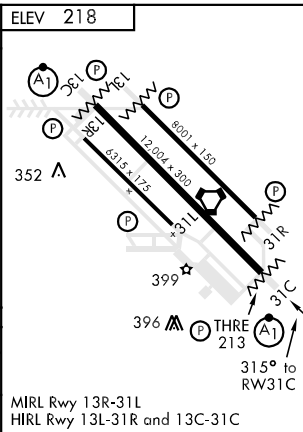 ELEV 218
A1
P
13C
13L
P
P
13R
8001 x 150
12,004 x 300
6315 x 175
352
P
P
31L
31R
399
31C
396
P
THRE
213
A1
315° to
RW31C
MIRL Rwy 13R-31L
HIRL Rwy 13L-31R and 13C-31C